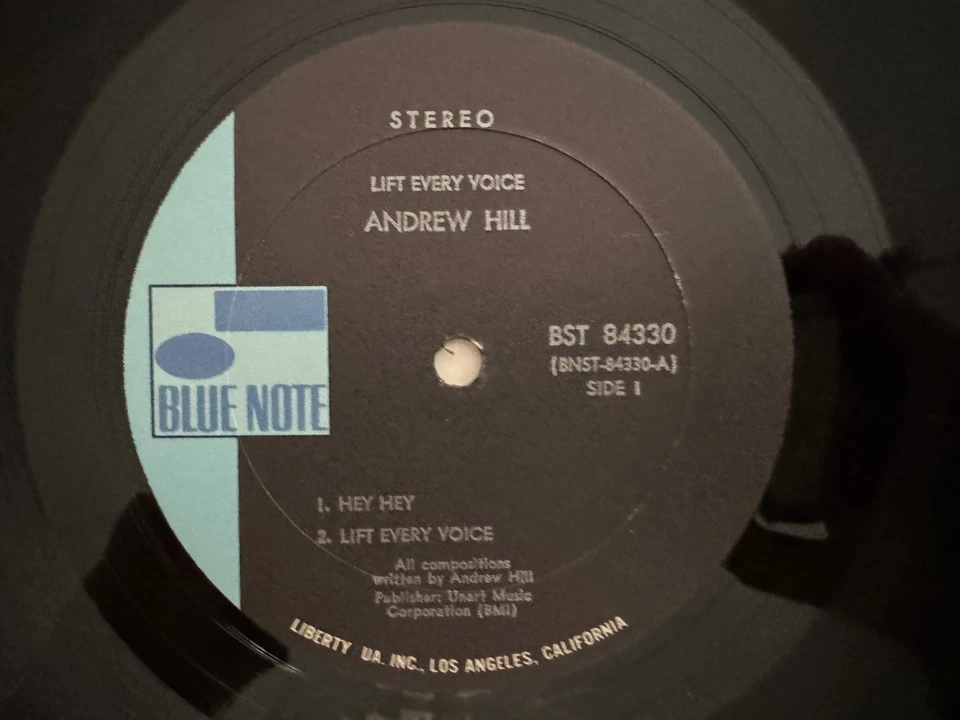 STEREO
LIFT EVERY VOICE
ANDREW HILL
BST 84330
(BNST-84330-A)
SIDE 1
BLUE NOTE
1. HEY HEY
2. LIFT EVERY VOICE
All compositions
written by Andrew Hill
Publisher: Unart Music
Corporation (BMI)
LIBERTY UA. INC., LOS ANGELES, CALIFORNIA